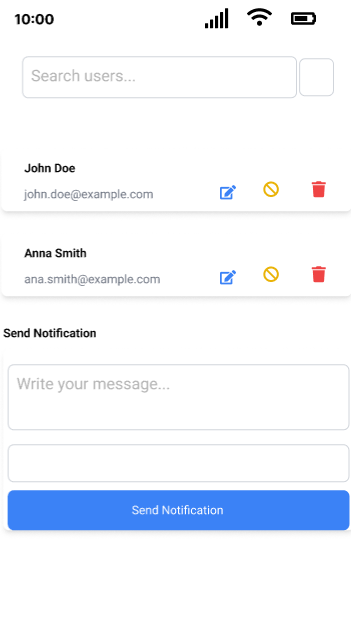 10:00
Search users...
John Doe
john.doe@example.com
Anna Smith
ana.smith@example.com
Send Notification
Write your message...
Send Notification